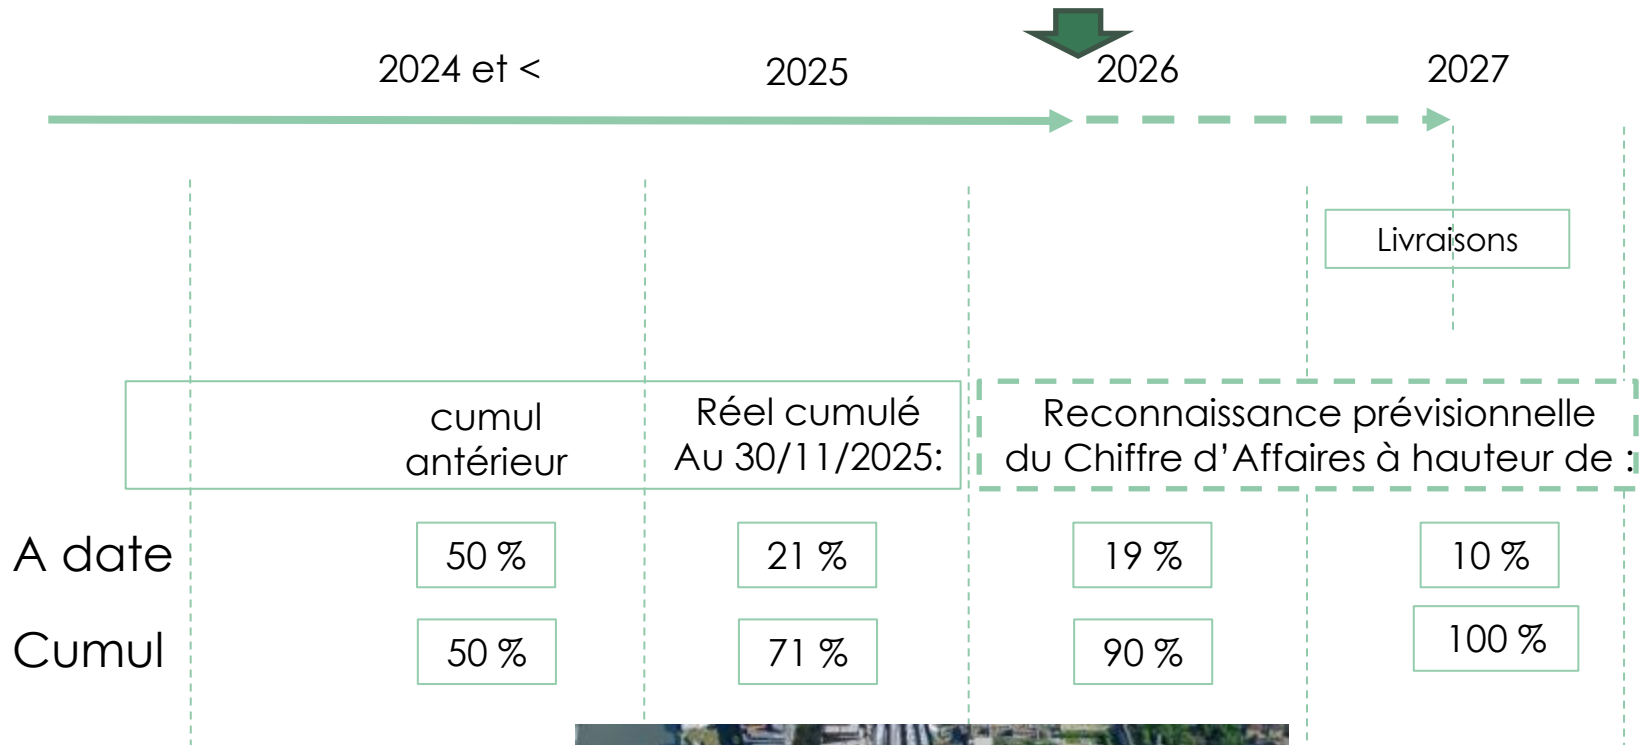 2024 et <
2025
2026
2027
Livraisons
cumul
antérieur
Réel cumulé
Au 30/11/2025:
Reconnaissance prévisionnelle
du Chiffre d’Affaires à hauteur de :
A date
50 %
21 %
19 %
10 %
Cumul
50 %
71 %
90 %
100 %